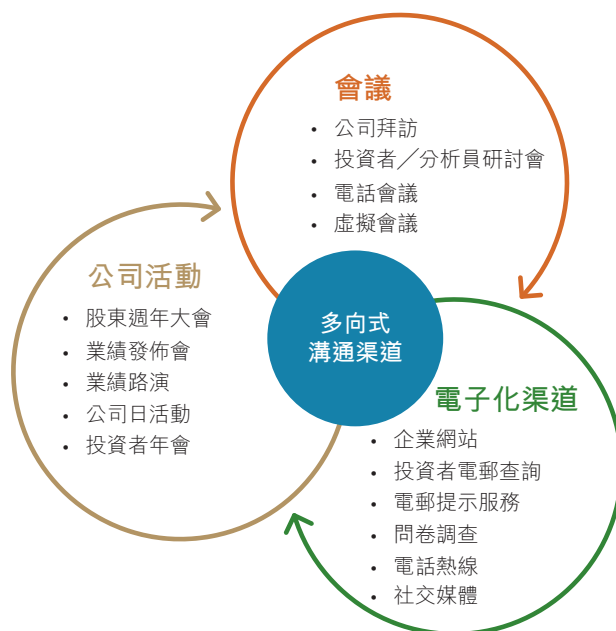 會議
• 公司拜訪
• 投資者／分析員研討會
• 電話會議
• 虛擬會議
公司活動
• 股東週年大會
• 業績發佈會
• 業績路演
• 公司日活動
• 投資者年會
多向式
溝通渠道
電子化渠道
• 企業網站
• 投資者電郵查詢
• 電郵提示服務
• 問卷調查
• 電話熱線
• 社交媒體